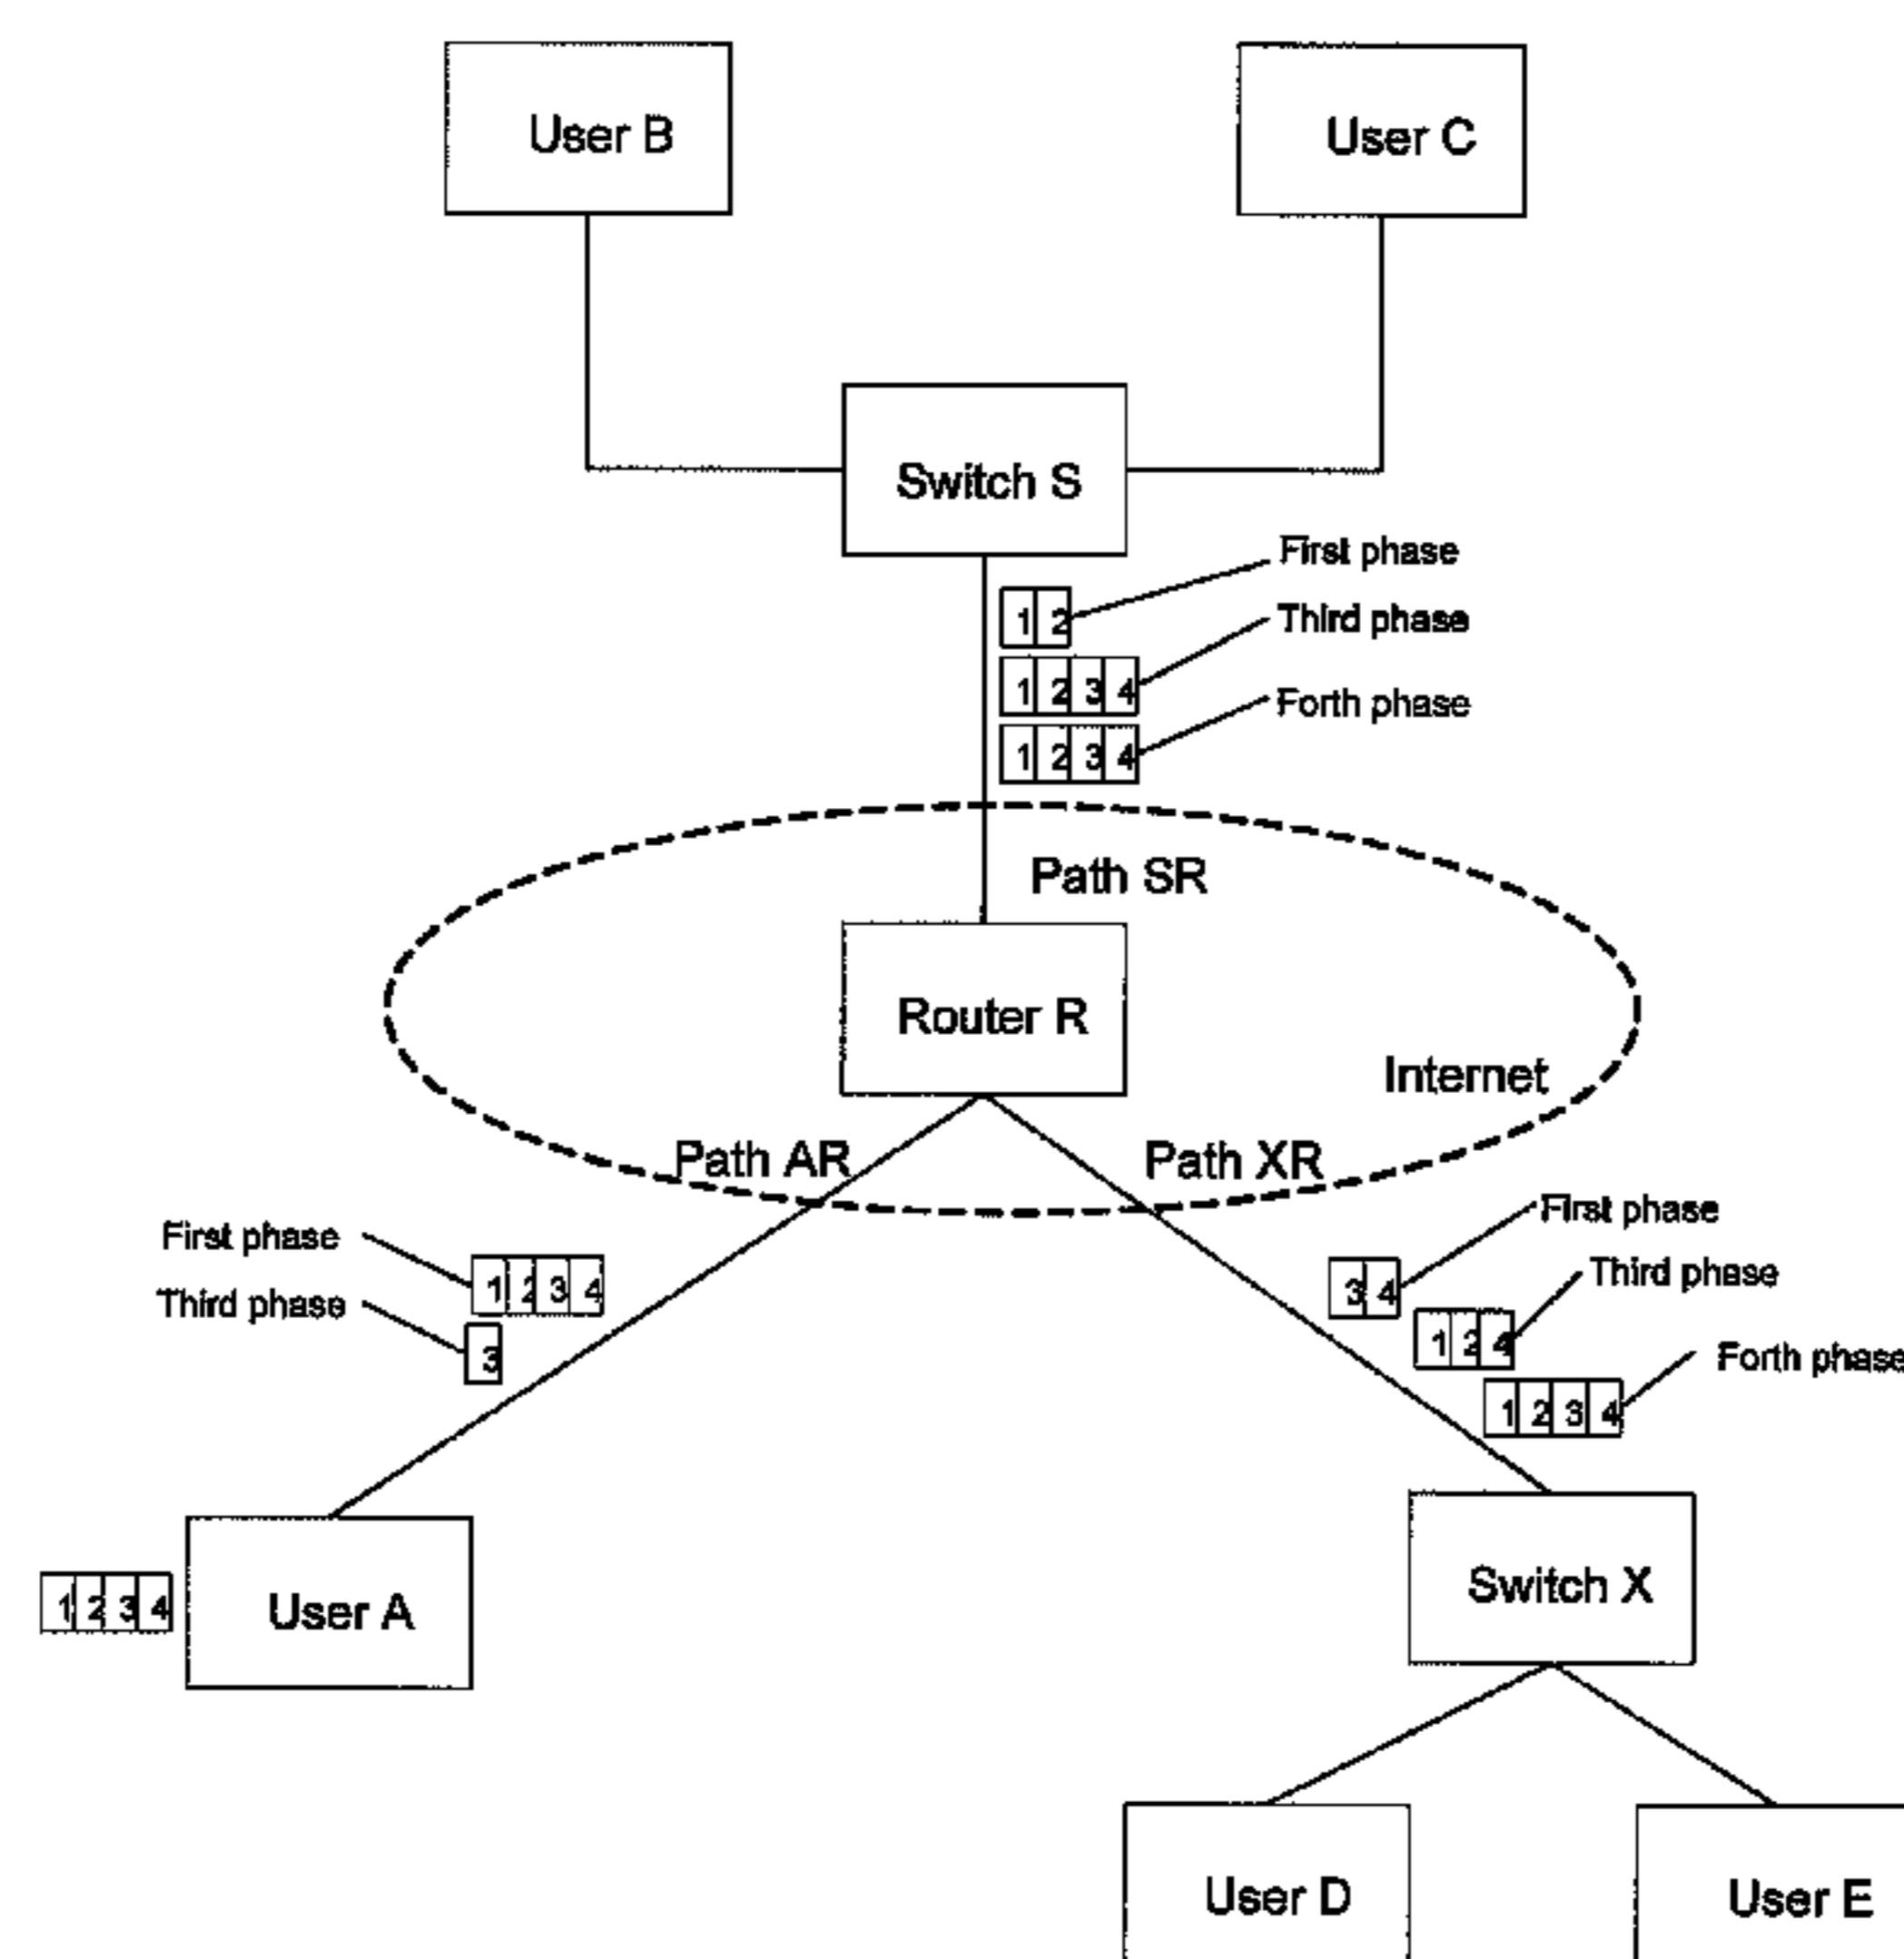 User B
User C
Switch S
First phase
1 2
Third phase
1 2 3 4
Forth phase
1 2 3 4
Path SR
Router R
Internet
Path AR
Path XR
First phase
1 2 3 4
Third phase
3
First phase
3 4
Third phase
1 2 4
Forth phase
1 2 3 4
1 2 3 4
User A
Switch X
User D
User E